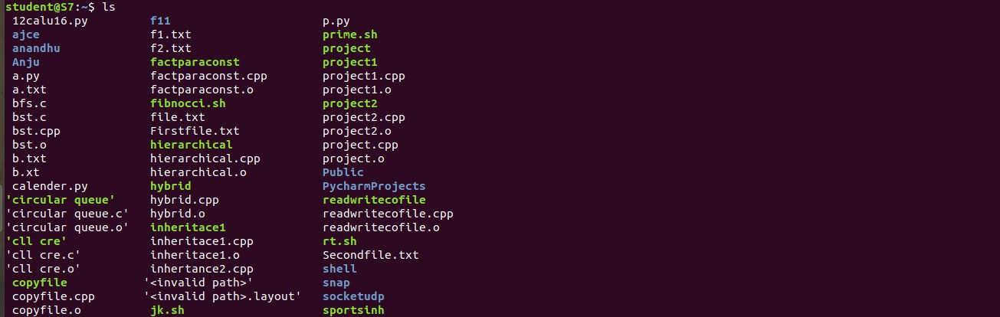 student@S7:~$ ls
12calu16.py f11 p.py
ajce f1.txt prime.sh
anandhu f2.txt project
Anju factparaconst project1
a.py factparaconst.cpp project1.cpp
a.txt factparaconst.o project1.o
bfs.c fibnocci.sh project2
bst.c file.txt project2.cpp
bst.cpp Firstfile.txt project2.o
bst.o hierarchical project.cpp
b.txt hierarchical.cpp project.o
b.xt hierarchical.o Public
calender.py hybrid PycharmProjects
'circular queue' hybrid.cpp readwritecofile
'circular queue.c' hybrid.o readwritecofile.cpp
'circular queue.o' inheritace1 readwritecofile.o
'cll cre' inheritace1.cpp rt.sh
'cll cre.c' inheritace1.o Secondfile.txt
'cll cre.o' inhertance2.cpp shell
copyfile '<invalid path>' snap
copyfile.cpp '<invalid path>.layout' socketudp
copyfile.o jk.sh sportsinh